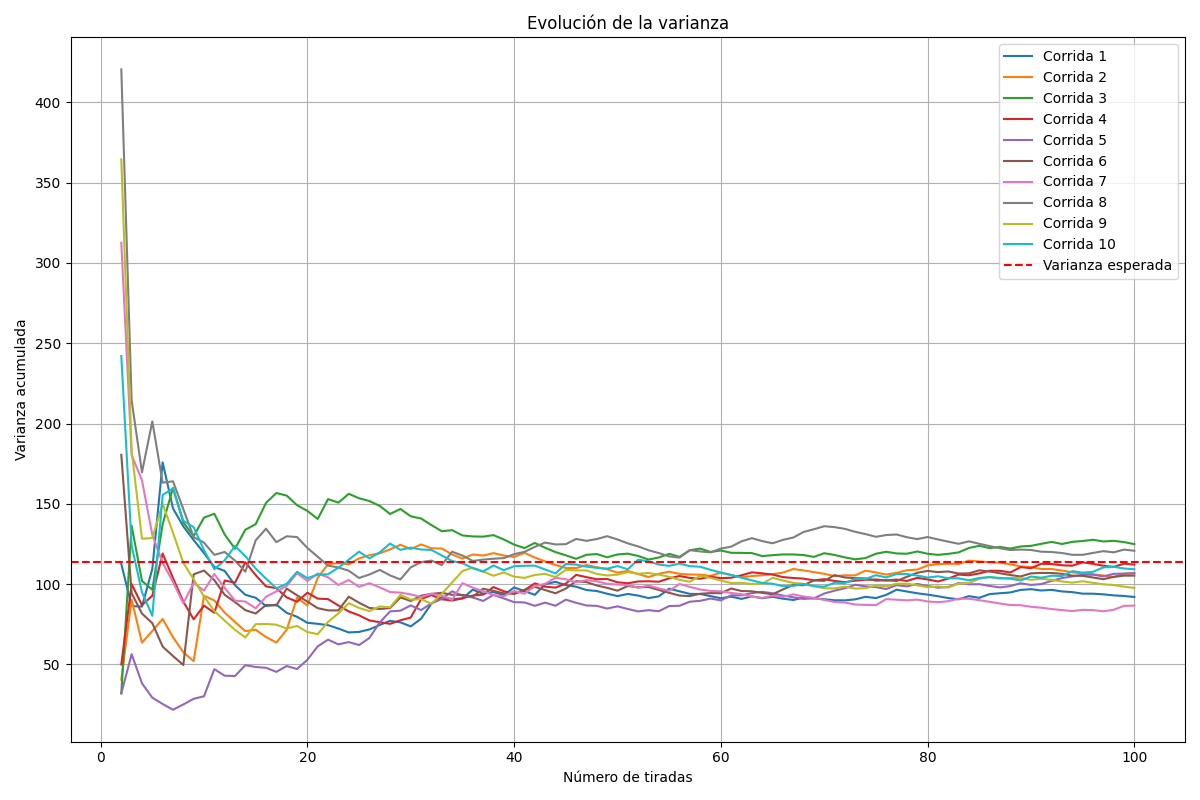 Evolución de la varianza
Varianza acumulada
400
350
300
250
200
150
100
50
0
20
40
60
80
100
Número de tiradas
Corrida 1
Corrida 2
Corrida 3
Corrida 4
Corrida 5
Corrida 6
Corrida 7
Corrida 8
Corrida 9
Corrida 10
Varianza esperada